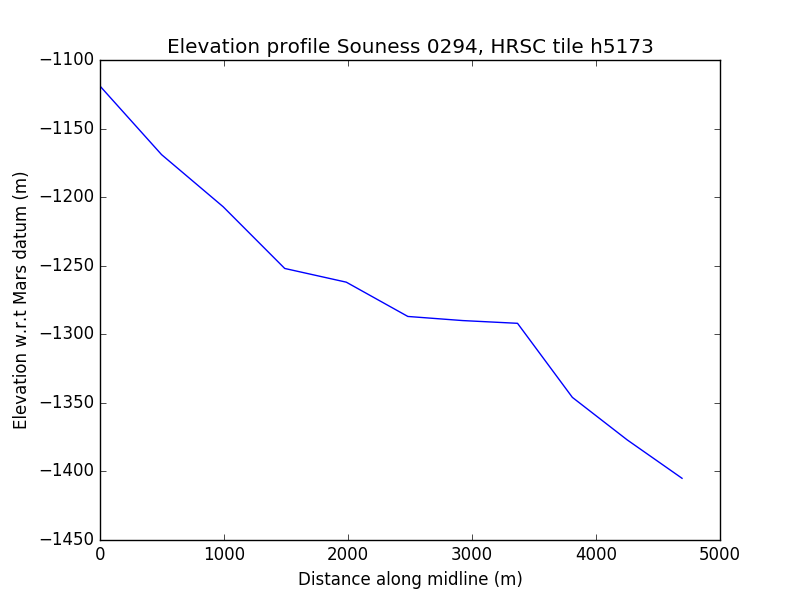 Elevation profile Souness 0294, HRSC tile h5173
−1100
−1150
−1200
−1250
−1300
−1350
−1400
−1450
Elevation w.r.t Mars datum (m)
0 1000 2000 3000 4000 5000
Distance along midline (m)